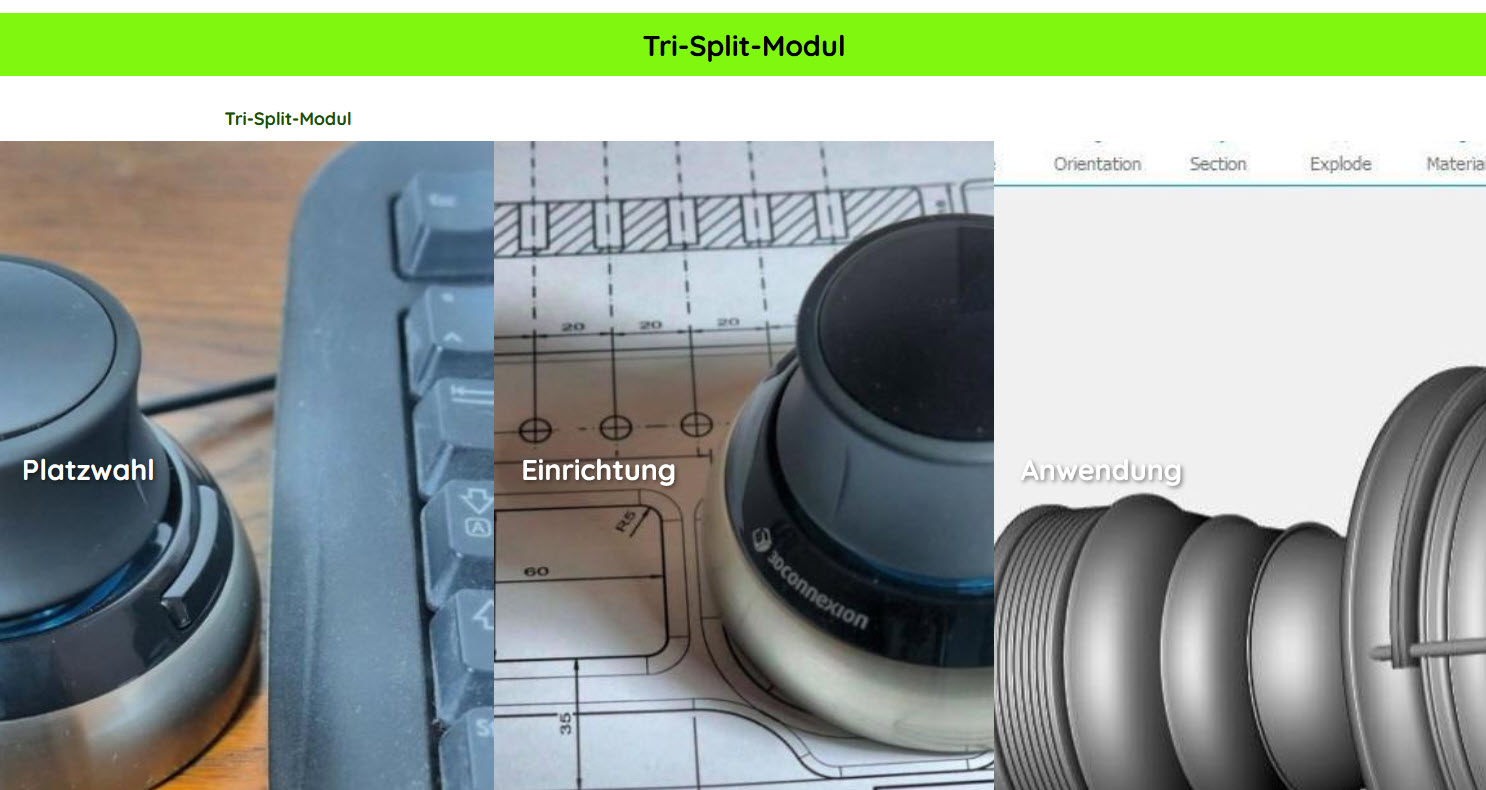 Tri-Split-Modul
Tri-Split-Modul
Orientation
Section
Explode
Material
20
20
20
Platzwahl
Einrichtung
Anwendung
A
R5
60
3Dconnexion
35